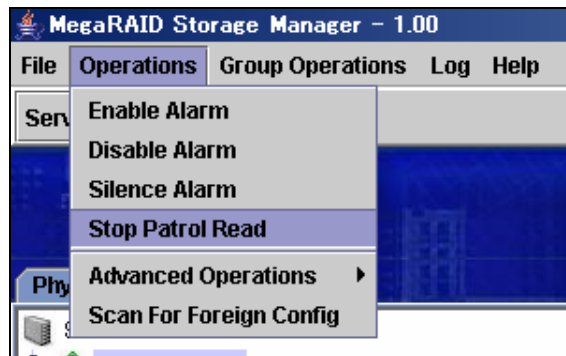 MegaRAID Storage Manager - 1.00
File Operations Group Operations Log Help
Enable Alarm
Disable Alarm
Silence Alarm
Stop Patrol Read
Advanced Operations
Scan For Foreign Config